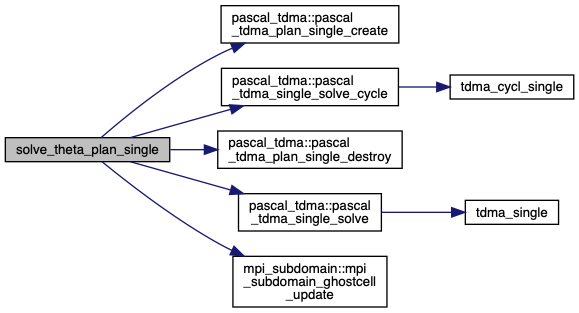 pascal_tdma::pascal
_tdma_plan_single_create
pascal_tdma::pascal
_tdma_single_solve_cycle
tdma_cycl_single
solve_theta_plan_single
pascal_tdma::pascal
_tdma_plan_single_destroy
pascal_tdma::pascal
_tdma_single_solve
tdma_single
mpi_subdomain::mpi
_subdomain_ghostcell
_update